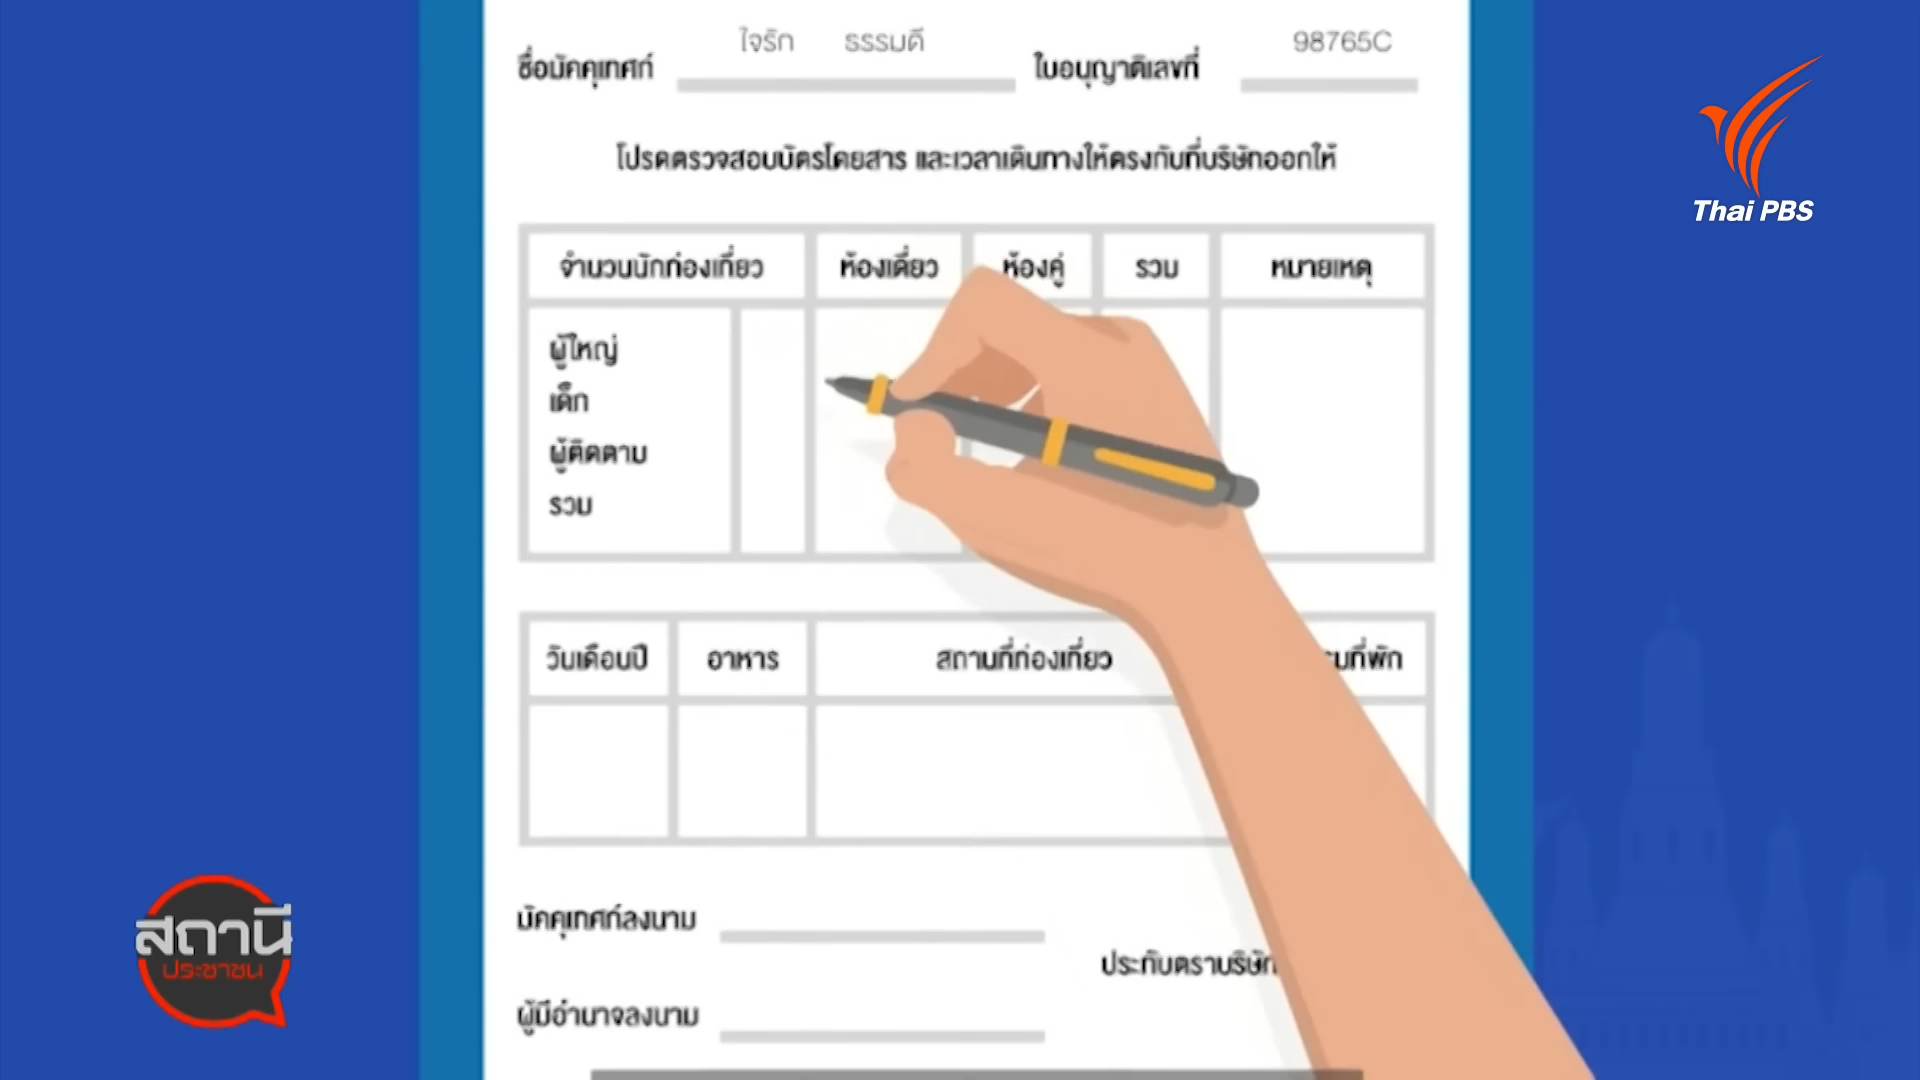 ใจรัก ธรรมดี 98765C
ชื่อมัคคุเทศก์ ใบอนุญาติเลขที่
Thai PBS
โปรดตรวจสอบบัตรโดยสาร และเวลาเดินทางให้ตรงกับที่บริษัทออกให้
จำนวนนักท่องเที่ยว ห้องเดี่ยว ห้องคู่ รวม หมายเหตุ
ผู้ใหญ่
เด็ก
ผู้ติดตาม
รวม
วันเดือนปี อาหาร สถานที่ท่องเที่ยว ที่พัก
มัคคุเทศก์ลงนาม
สถานี
ประชาชน
ประทับตราบริษัท
ผู้มีอำนาจลงนาม